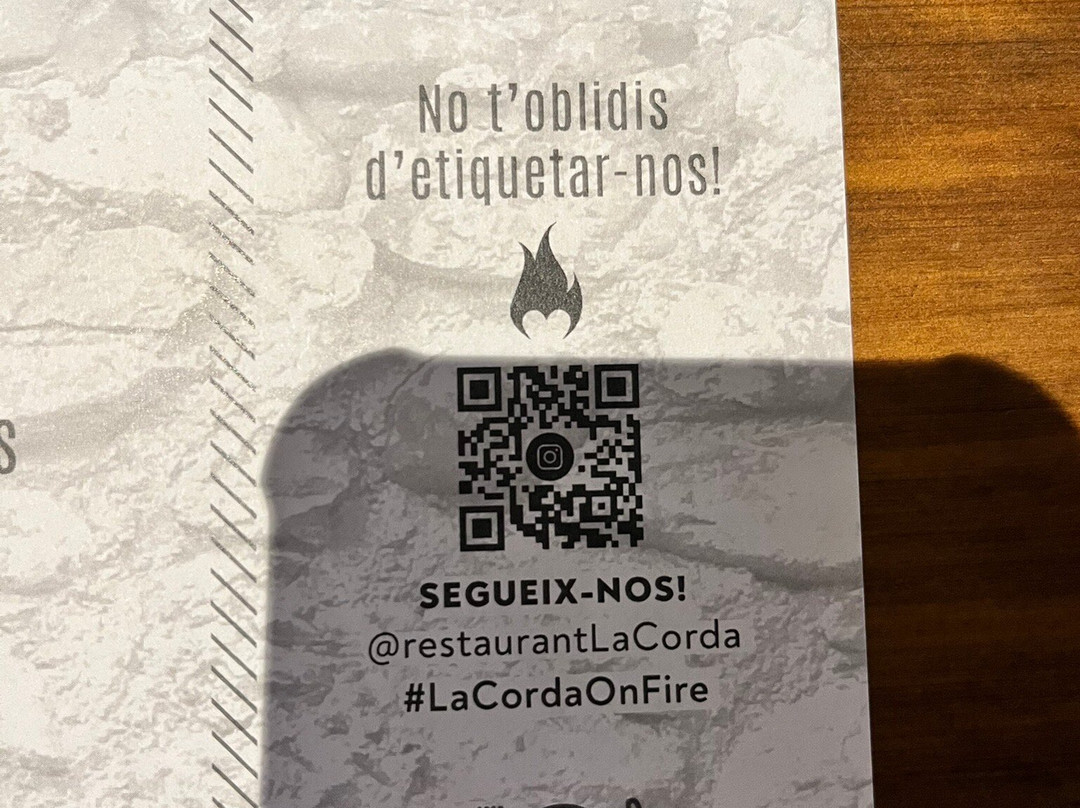 No t'oblidis
d'etiquetar-nos!
SEGUEIX-NOS!
@restaurantLaCorda
#LaCordaOnFire